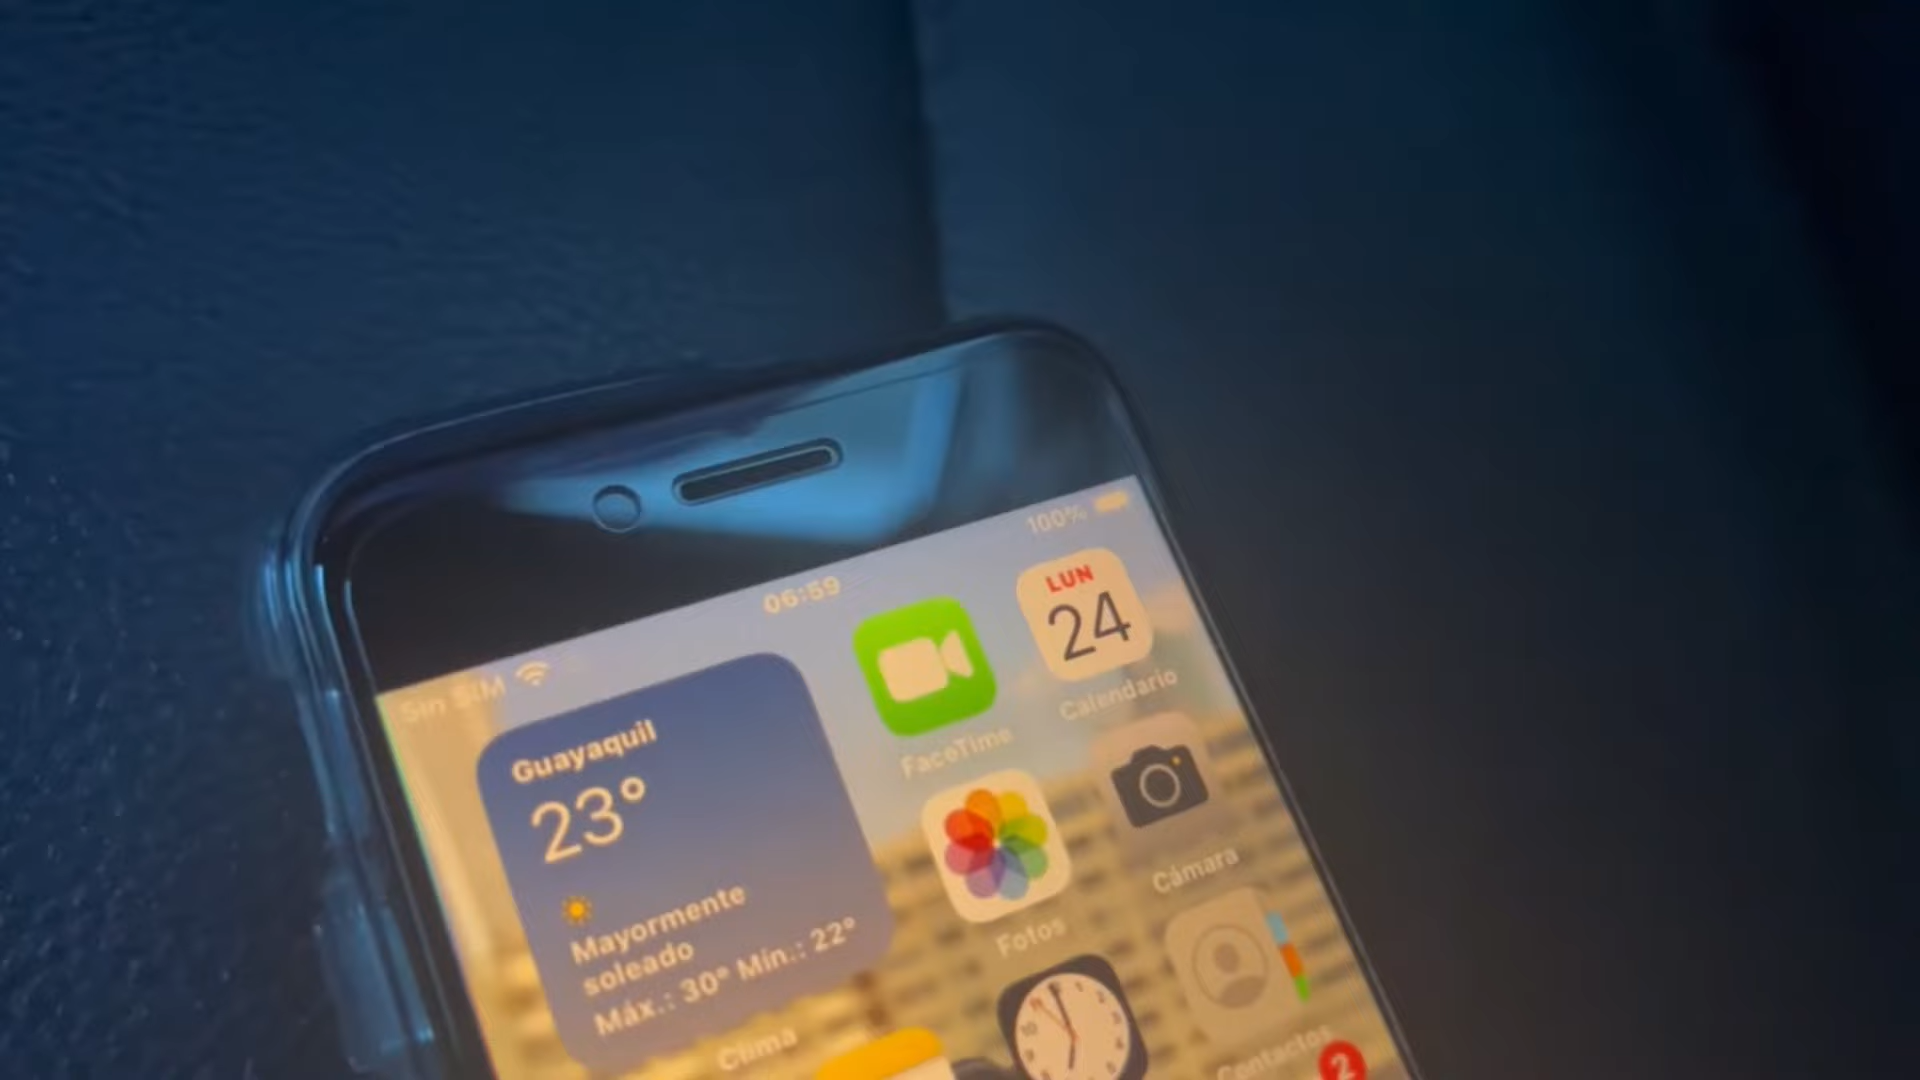 Sin SIM
06:59
100%
Guayaquil
23°
Mayormente
soleado
Máx.: 30° Mín.: 22°
Clima
FaceTime
LUN
24
Calendario
Fotos
Cámara
Contactos
2